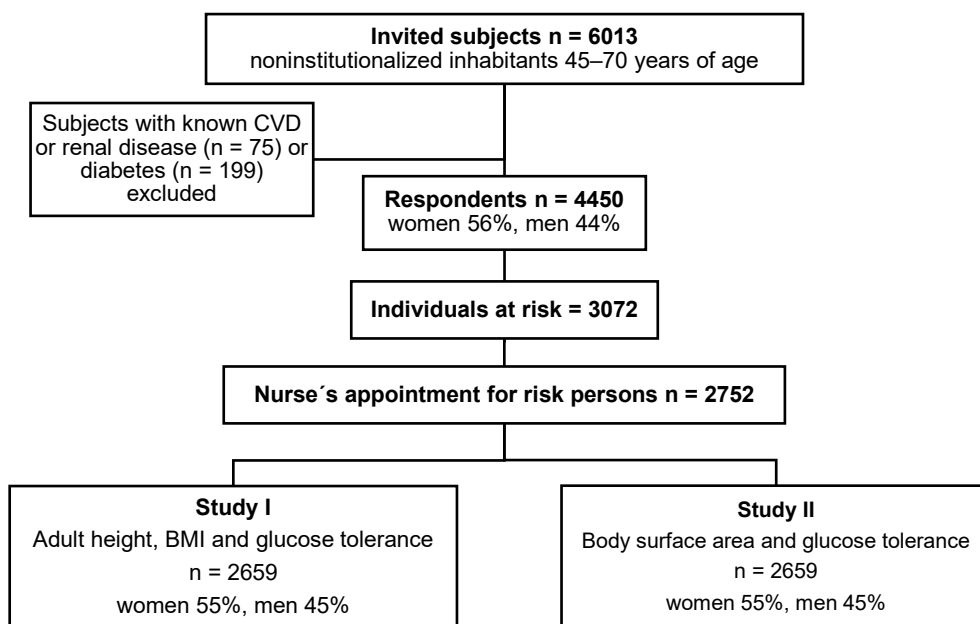 Invited subjects n = 6013
noninstitutionalized inhabitants 45–70 years of age
Subjects with known CVD
or renal disease (n = 75) or
diabetes (n = 199)
excluded
Respondents n = 4450
women 56%, men 44%
Individuals at risk = 3072
Nurse´s appointment for risk persons n = 2752
Study I
Adult height, BMI and glucose tolerance
n = 2659
women 55%, men 45%
Study II
Body surface area and glucose tolerance
n = 2659
women 55%, men 45%